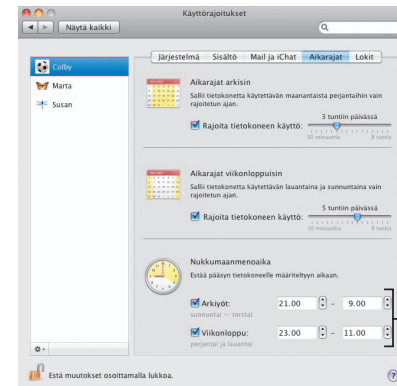 Käyttörajoitukset
Näytä kaikki
Järjestelmä Sisältö Mail ja iChat Aikarajat Lokit
Colby
Marta
Susan
Aikarajat arkisin
Salli tietokonetta käytettävän maanantaista perjantaihin vain
rajoitetun ajan.
3 tuntiin päivässä
Rajoita tietokoneen käyttö:
30 minuuttia 8 tuntia
Aikarajat viikonloppuisin
Salli tietokonetta käytettävän lauantaina ja sunnuntaina vain
rajoitetun ajan.
5 tuntiin päivässä
Rajoita tietokoneen käyttö:
30 minuuttia 8 tuntia
Nukkumaanmenoaika
Estää pääsyn tietokoneelle määriteltyyn aikaan.
Arkiyöt: 21.00 – 9.00
sunnuntai — torstai
Viikonloppu: 23.00 – 11.00
perjantai ja lauantai
Estä muutokset osoittamalla lukkoa.
?